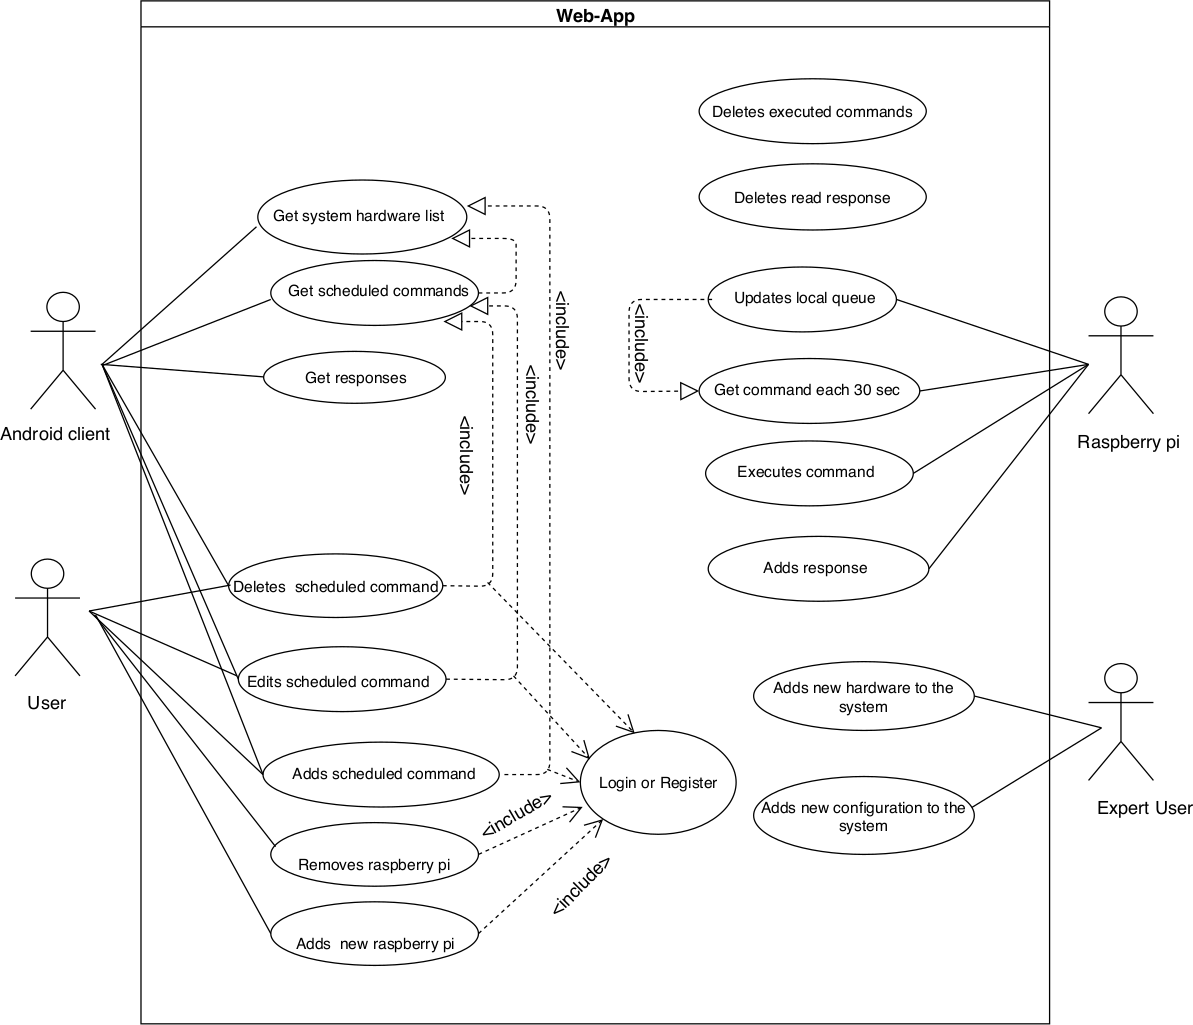 Web-App
Deletes executed commands
Deletes read response
Get system hardware list
Get scheduled commands
Updates local queue
<include>
<include>
<include>
<include>
Get responses
Get command each 30 sec
Android client
Raspberry pi
Executes command
Adds response
Deletes  scheduled command
User
Edits scheduled command
Adds new hardware to the
system
Adds scheduled command
Login or Register
Adds new configuration to the
system
Expert User
<include>
Removes raspberry pi
<include>
Adds  new raspberry pi